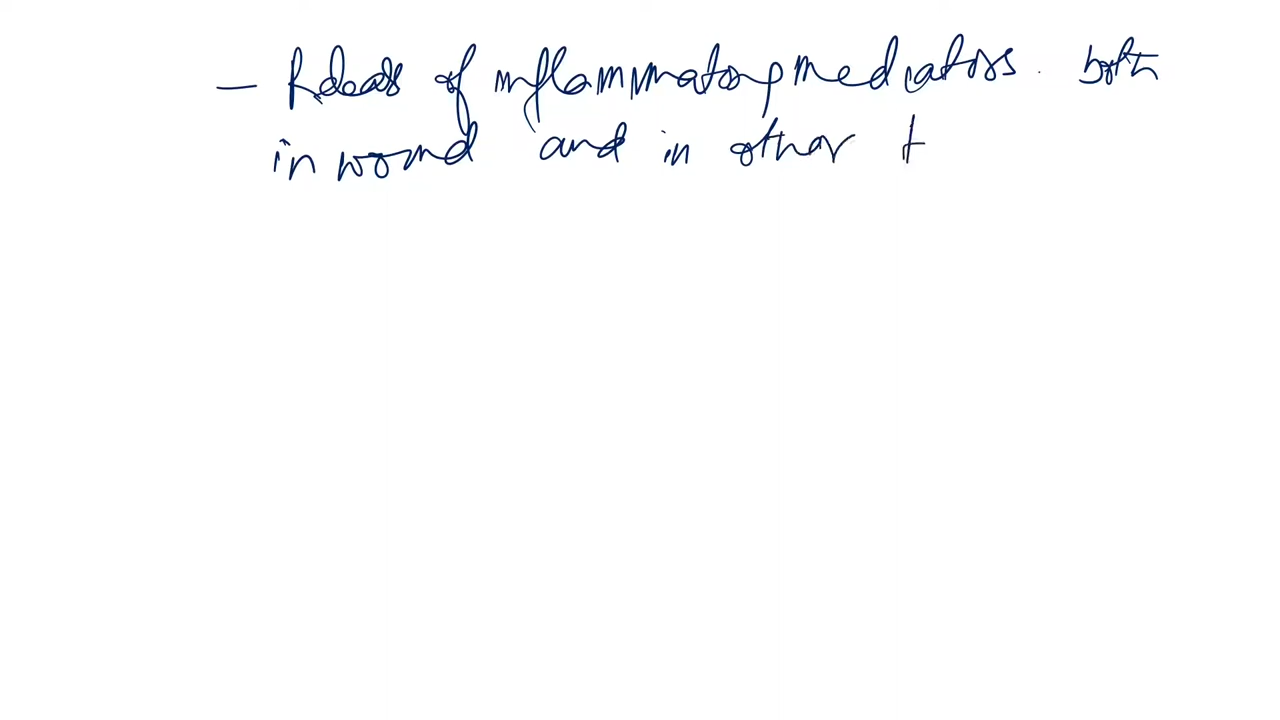 — Release of inflammatory mediators. both
in wound and in other t